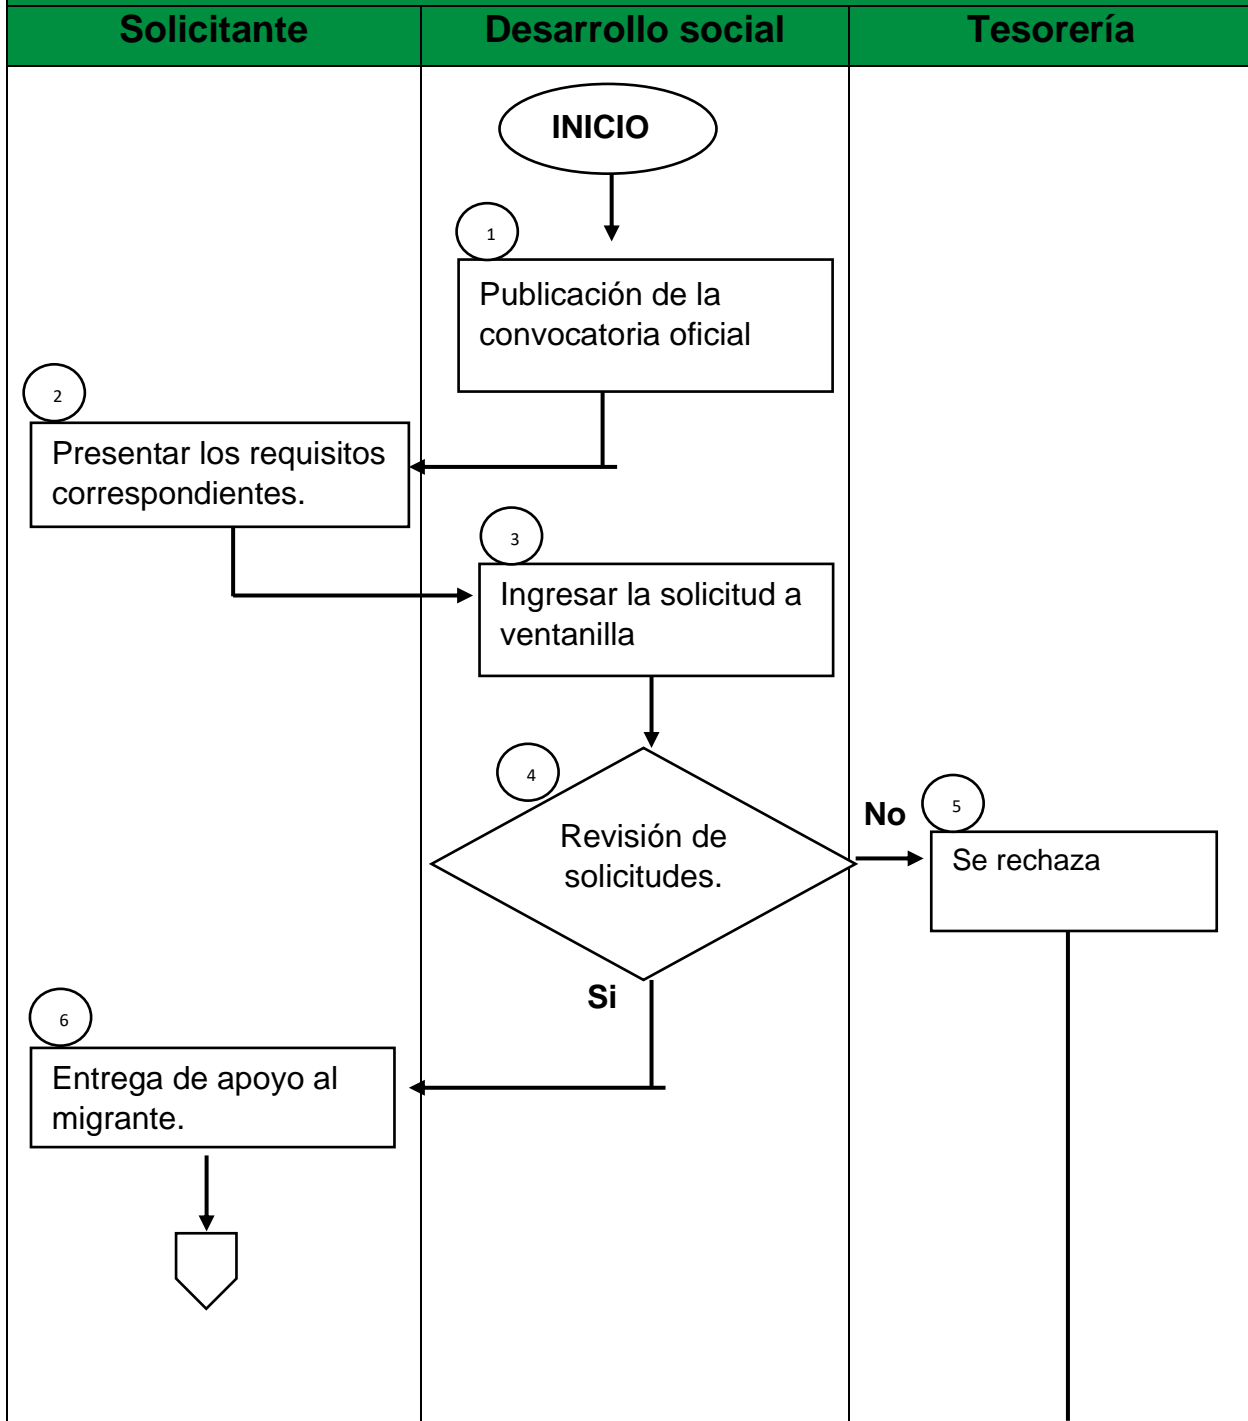 Solicitante
Desarrollo social
Tesorería
INICIO
1
Publicación de la
convocatoria oficial
2
Presentar los requisitos
correspondientes.
3
Ingresar la solicitud a
ventanilla
4
Revisión de
solicitudes.
No
5
Se rechaza
Si
6
Entrega de apoyo al
migrante.